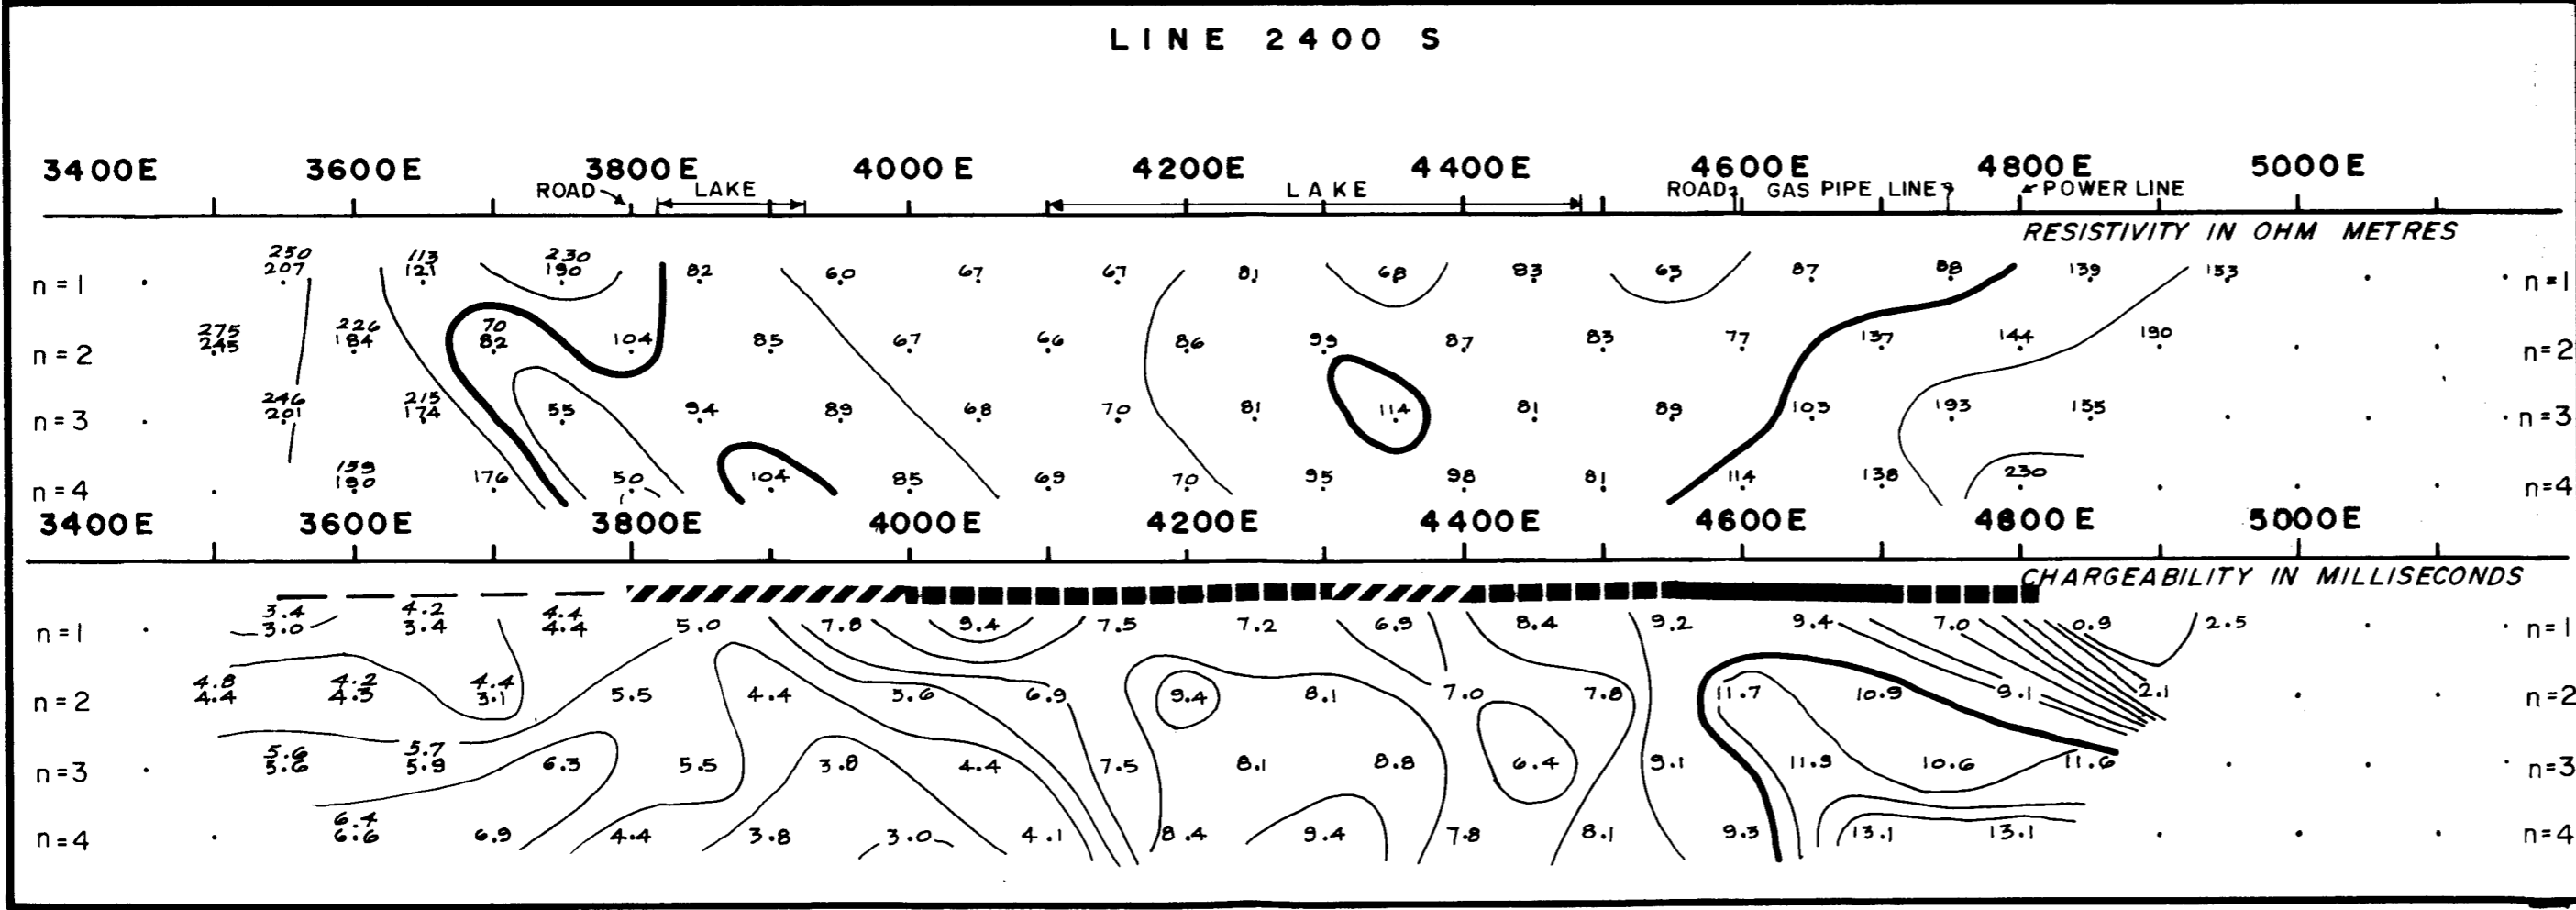 LINE 2400 S
3400E 3600E 3800E 4000E 4200E 4400E 4600E 4800E 5000E
ROAD LAKE LAKE ROAD GAS PIPE LINE POWER LINE
RESISTIVITY IN OHM METRES
250 113 230
n=1 207 121 190 82 60 67 67 81 68 83 63 87 88 139 153 n=1
275 226 70
n=2 245 184 82 104 85 67 66 86 99 87 83 77 137 144 190 n=2
246 215
n=3 201 174 55 94 89 68 70 81 114 81 89 103 193 155 n=3
159
n=4 190 176 50 104 85 69 70 95 98 81 114 138 230 n=4
3400E 3600E 3800E 4000E 4200E 4400E 4600E 4800E 5000E
CHARGEABILITY IN MILLISECONDS
3.4 4.2 4.4
n=1 3.0 3.4 4.4 5.0 7.8 9.4 7.5 7.2 6.9 8.4 9.2 9.4 7.0 0.9 2.5 n=1
4.8 4.2 4.4
n=2 4.4 4.3 3.1 5.5 4.4 3.6 6.9 9.4 8.1 7.0 7.8 11.7 10.9 9.1 2.1 n=2
5.6 5.7
n=3 5.6 5.9 6.3 5.5 3.8 4.4 7.5 8.1 8.8 6.4 9.1 11.9 10.6 11.6 n=3
6.4
n=4 6.6 6.9 4.4 3.8 3.0 4.1 8.4 9.4 7.8 8.1 9.3 13.1 13.1 n=4